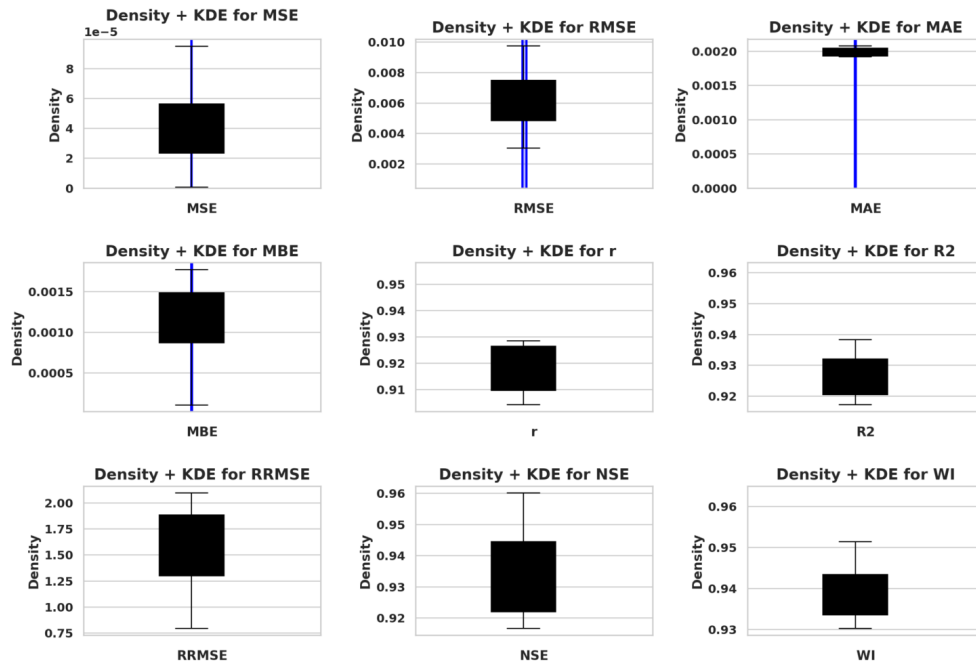 Density + KDE for MSE
1e−5
8
6
4
2
0
Density
MSE
Density + KDE for RMSE
0.010
0.008
0.006
0.004
0.002
Density
RMSE
Density + KDE for MAE
0.0020
0.0015
0.0010
0.0005
0.0000
Density
MAE
Density + KDE for MBE
0.0015
0.0010
0.0005
Density
MBE
Density + KDE for r
0.95
0.94
0.93
0.92
0.91
Density
r
Density + KDE for R2
0.96
0.95
0.94
0.93
0.92
Density
R2
Density + KDE for RRMSE
2.00
1.75
1.50
1.25
1.00
0.75
Density
RRMSE
Density + KDE for NSE
0.96
0.95
0.94
0.93
0.92
Density
NSE
Density + KDE for WI
0.96
0.95
0.94
0.93
Density
WI